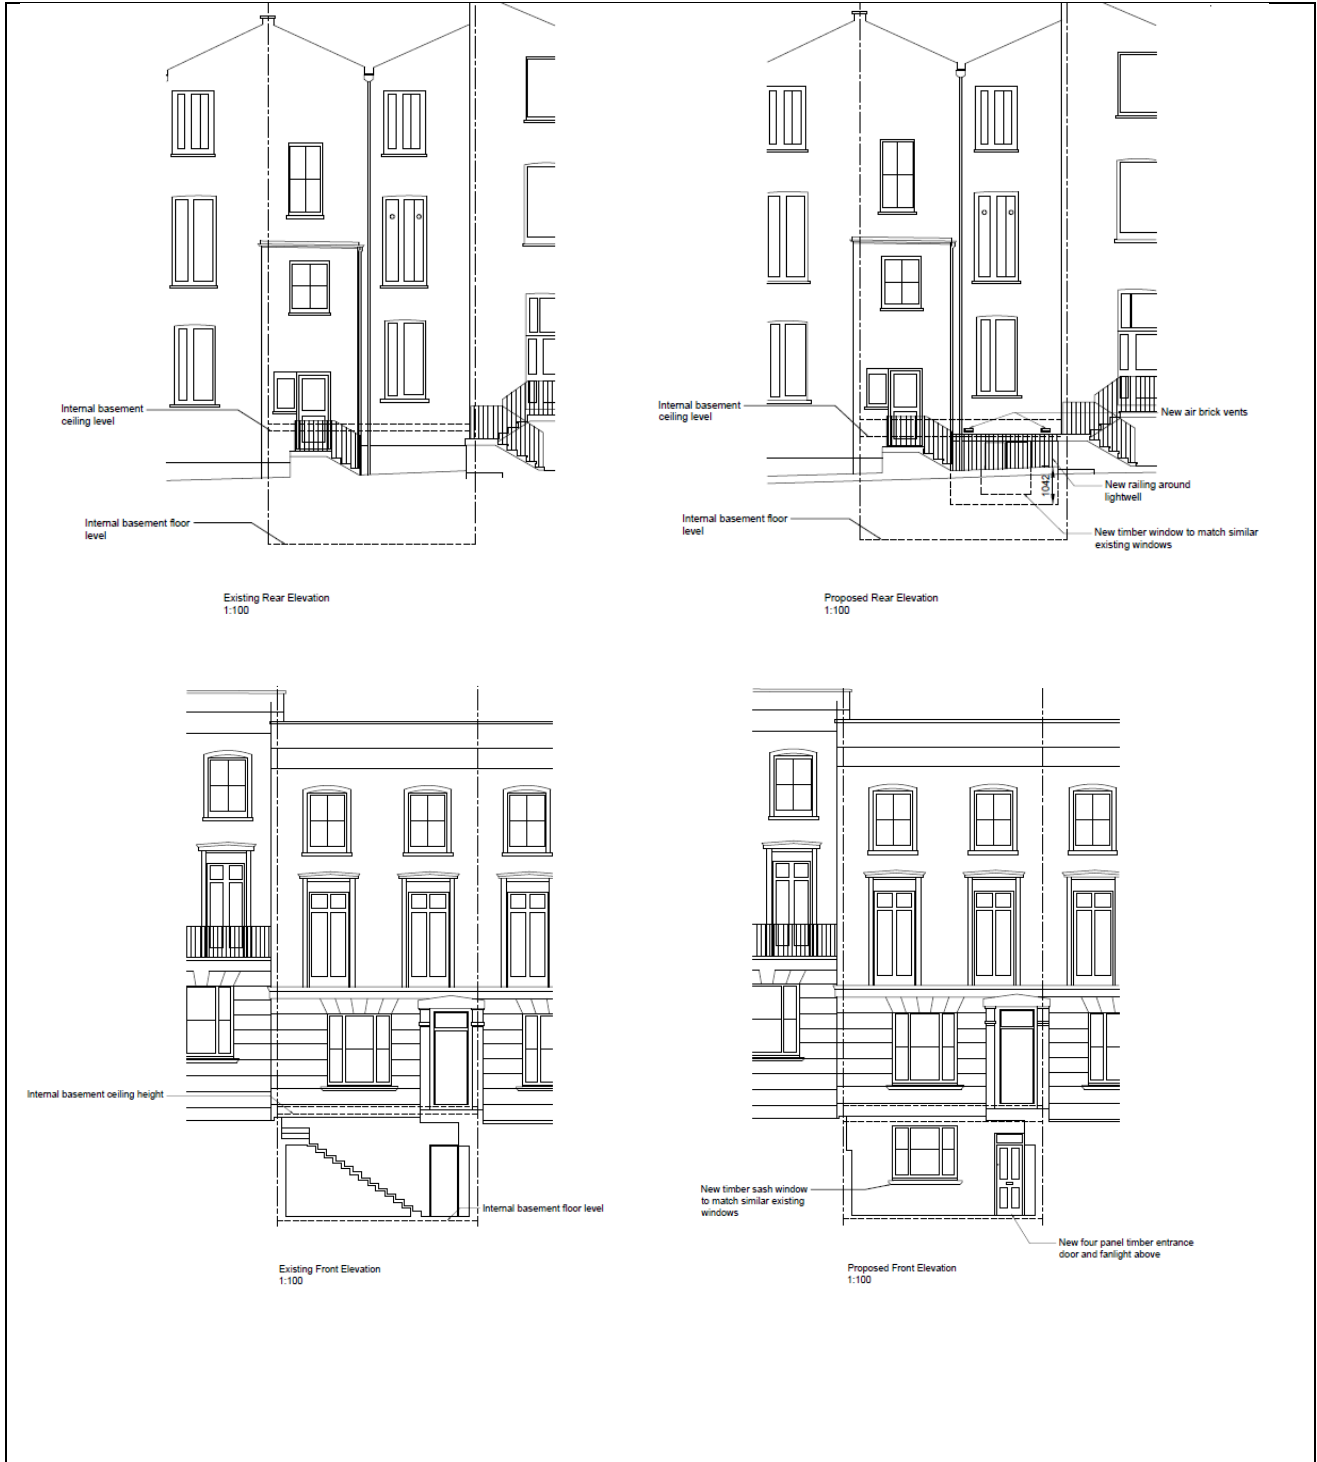 Internal basement
ceiling level
Internal basement floor
level
Existing Rear Elevation
1:100
Internal basement
ceiling level
New air brick vents
1042
New railing around
lightwell
Internal basement floor
level
New timber window to match similar
existing windows
Proposed Rear Elevation
1:100
Internal basement ceiling height
Internal basement floor level
Existing Front Elevation
1:100
New timber sash window
to match similar existing
windows
New four panel timber entrance
door and fanlight above
Proposed Front Elevation
1:100